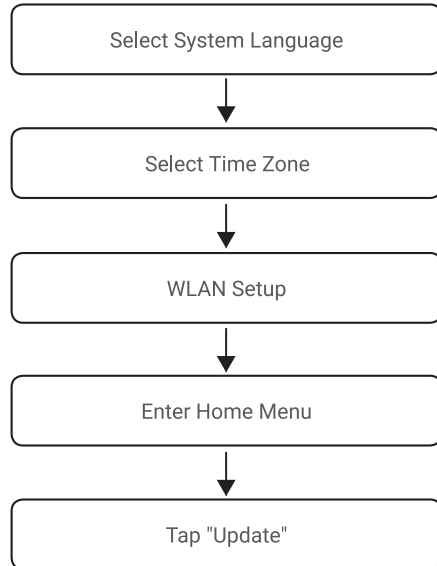 Select System Language
Select Time Zone
WLAN Setup
Enter Home Menu
Tap "Update"